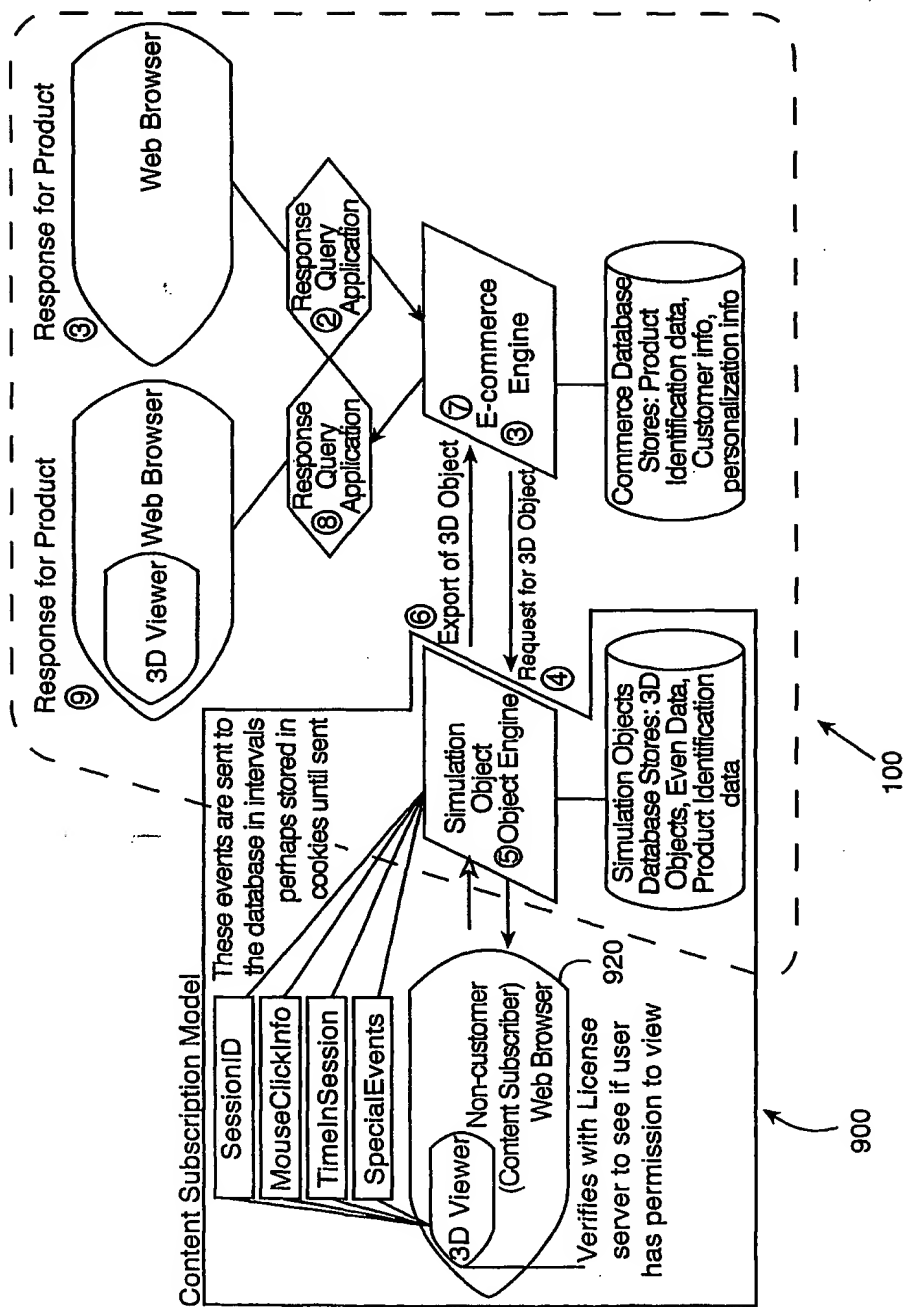 Content Subscription Model
SessionID
MouseClickInfo
TimeInSession
SpecialEvents
These events are sent to
the database in intervals
perhaps stored in
cookies until sent
3D Viewer
Non-customer
(Content Subscriber)
Web Browser
920
Verifies with License
server to see if user
has permission to view
900
Simulation
Object
⑤Object Engine
Simulation Objects
Database Stores: 3D
Objects, Even Data,
Product Identification
data
⑨
Response for Product
3D Viewer
Web Browser
③
Response for Product
Web Browser
Response
Query
⑧
Application
Response
Query
②
Application
⑥
Export of 3D Object
Request for 3D Object
④
⑦
E-commerce
③ Engine
Commerce Database
Stores: Product
Identification data,
Customer info,
personalization info
100